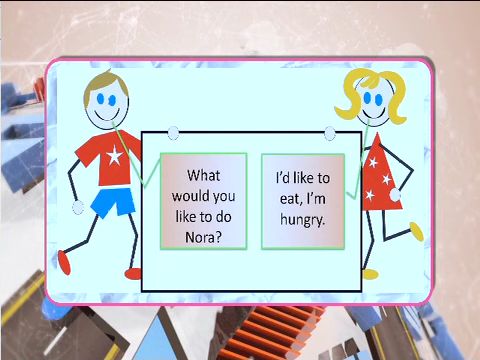 What
would you
like to do
Nora?
I'd like to
eat, I'm
hungry.